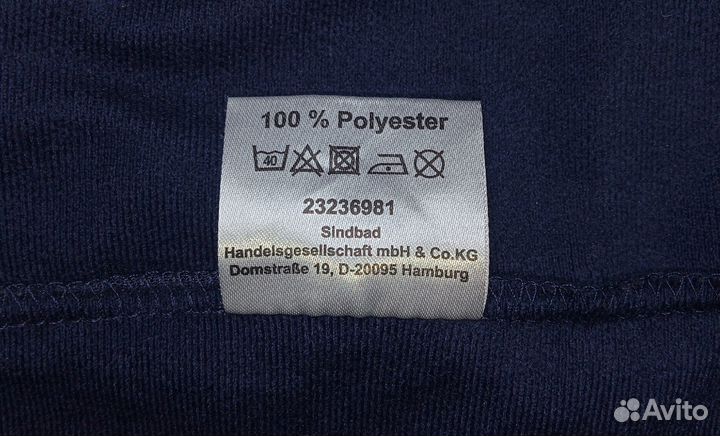 100 % Polyester
40
23236981
Sindbad
Handelsgesellschaft mbH & Co.KG
Domstraße 19, D-20095 Hamburg
Avito